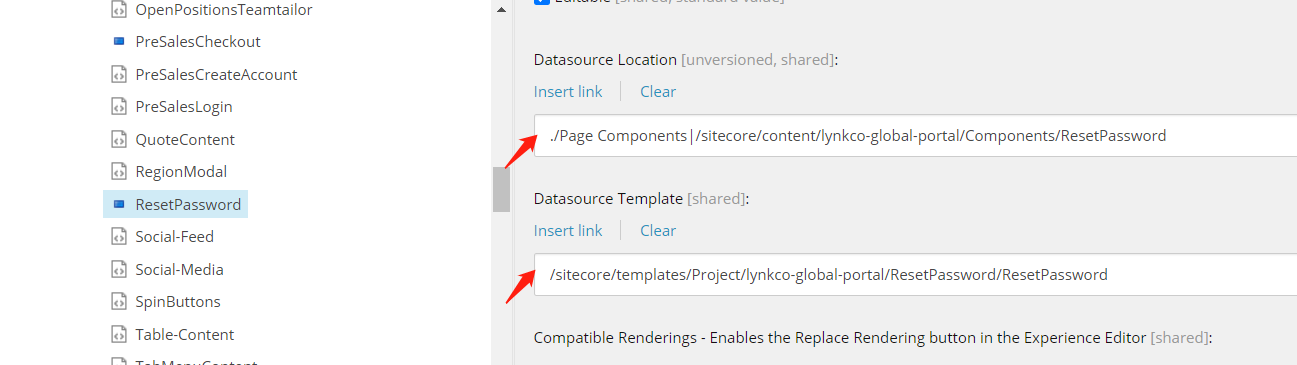 OpenPositionsTeamtailor
PreSalesCheckout
PreSalesCreateAccount
PreSalesLogin
QuoteContent
RegionModal
ResetPassword
Social-Feed
Social-Media
SpinButtons
Table-Content
TabMenuContent
Editable [shared, standard value]
Datasource Location [unversioned, shared]:
Insert link Clear
./Page Components|/sitecore/content/lynkco-global-portal/Components/ResetPassword
Datasource Template [shared]:
Insert link Clear
/sitecore/templates/Project/lynkco-global-portal/ResetPassword/ResetPassword
Compatible Renderings - Enables the Replace Rendering button in the Experience Editor [shared]: